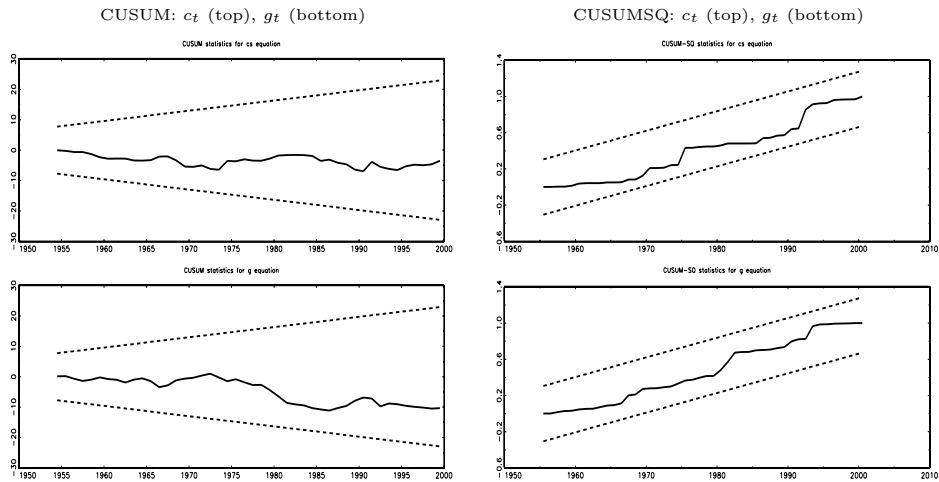 CUSUM: c_t (top), g_t (bottom)
CUSUMSQ: c_t (top), g_t (bottom)
CUSUM statistics for cs equation
30
20
10
0
-10
-20
-30
1950 1955 1960 1965 1970 1975 1980 1985 1990 1995 2000
CUSUM-SQ statistics for cs equation
1.4
1.0
0.6
0.2
-0.2
-0.6
1950 1960 1970 1980 1990 2000 2010
CUSUM statistics for g equation
30
20
10
0
-10
-20
-30
1950 1955 1960 1965 1970 1975 1980 1985 1990 1995 2000
CUSUM-SQ statistics for g equation
1.4
1.0
0.6
0.2
-0.2
-0.6
1950 1960 1970 1980 1990 2000 2010